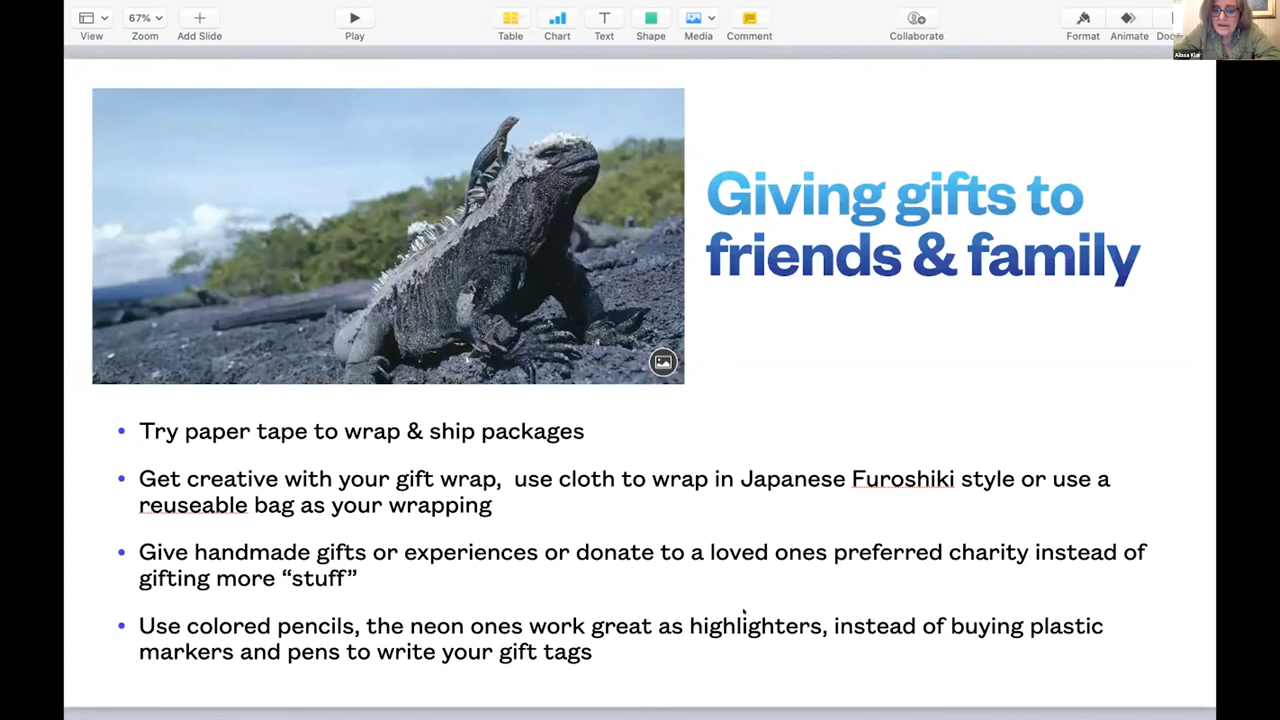 67%
View
Zoom
Add Slide
Play
Table
Chart
Text
Shape
Media
Comment
Collaborate
Format
Animate
Alissa Klar
Giving gifts to
friends & family
• Try paper tape to wrap & ship packages
• Get creative with your gift wrap,  use cloth to wrap in Japanese Furoshiki style or use a
reuseable bag as your wrapping
• Give handmade gifts or experiences or donate to a loved ones preferred charity instead of
gifting more “stuff”
• Use colored pencils, the neon ones work great as highlighters, instead of buying plastic
markers and pens to write your gift tags